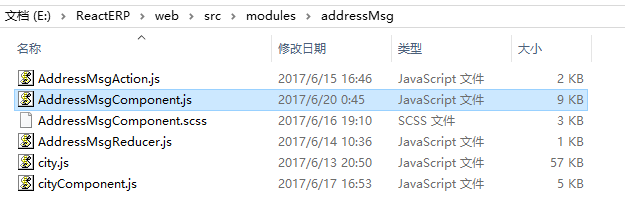 文档 (E:) > ReactERP > web > src > modules > addressMsg
名称 修改日期 类型 大小
AddressMsgAction.js 2017/6/15 16:46 JavaScript 文件 2 KB
AddressMsgComponent.js 2017/6/20 0:45 JavaScript 文件 9 KB
AddressMsgComponent.scss 2017/6/16 19:10 SCSS 文件 3 KB
AddressMsgReducer.js 2017/6/14 10:36 JavaScript 文件 1 KB
city.js 2017/6/13 20:50 JavaScript 文件 57 KB
cityComponent.js 2017/6/17 16:53 JavaScript 文件 5 KB